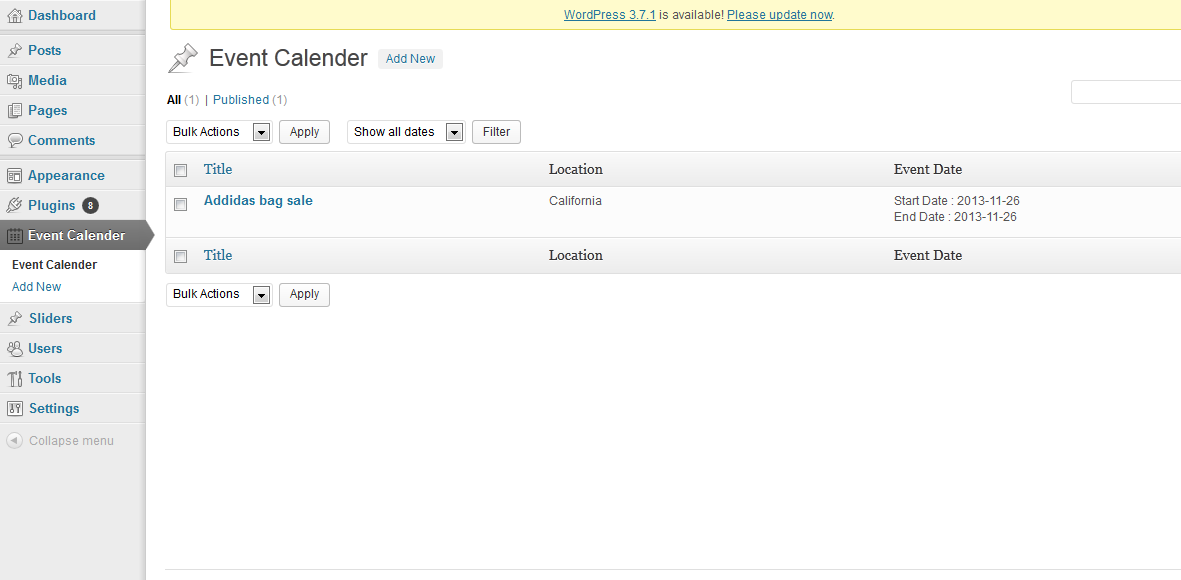 Dashboard
Posts
Media
Pages
Comments
Appearance
Plugins 8
Event Calender
Event Calender
Add New
Sliders
Users
Tools
Settings
Collapse menu
WordPress 3.7.1 is available! Please update now.
Event Calender Add New
All (1) | Published (1)
Bulk Actions Apply Show all dates Filter
Title Location Event Date
Addidas bag sale California Start Date : 2013-11-26
End Date : 2013-11-26
Title Location Event Date
Bulk Actions Apply